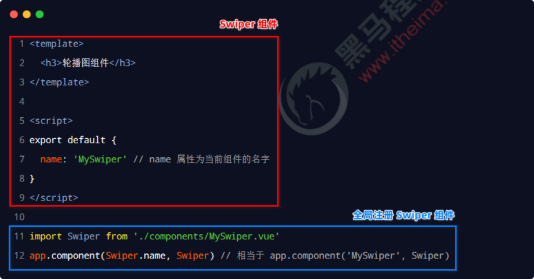 Swiper 组件
1 <template>
2 <h3>轮播图组件</h3>
3 </template>
4
5 <script>
6 export default {
7 name: 'MySwiper' // name 属性为当前组件的名字
8 }
9 </script>
10
全局注册 Swiper 组件
11 import Swiper from './components/MySwiper.vue'
12 app.component(Swiper.name, Swiper) // 相当于 app.component('MySwiper', Swiper)
黑马程
www.itheima.